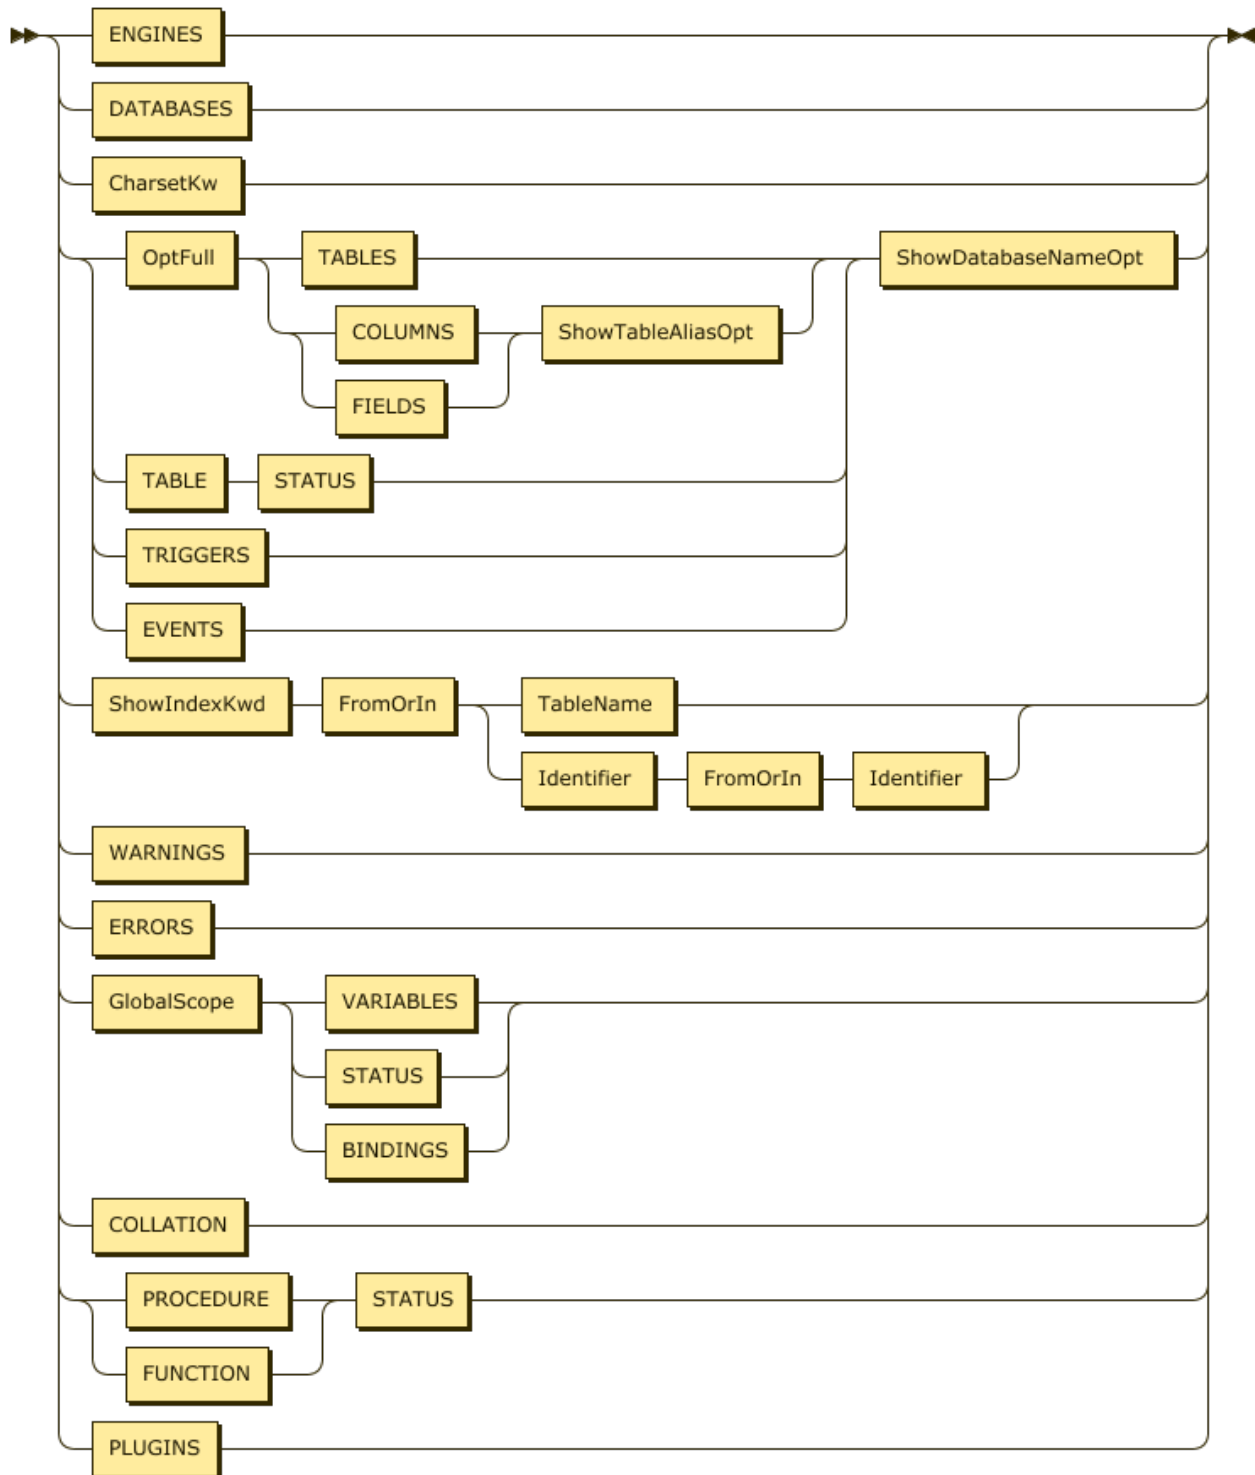 ENGINES
DATABASES
CharsetKw
OptFull TABLES ShowDatabaseNameOpt
COLUMNS ShowTableAliasOpt
FIELDS
TABLE STATUS
TRIGGERS
EVENTS
ShowIndexKwd FromOrIn TableName
Identifier FromOrIn Identifier
WARNINGS
ERRORS
GlobalScope VARIABLES
STATUS
BINDINGS
COLLATION
PROCEDURE STATUS
FUNCTION
PLUGINS